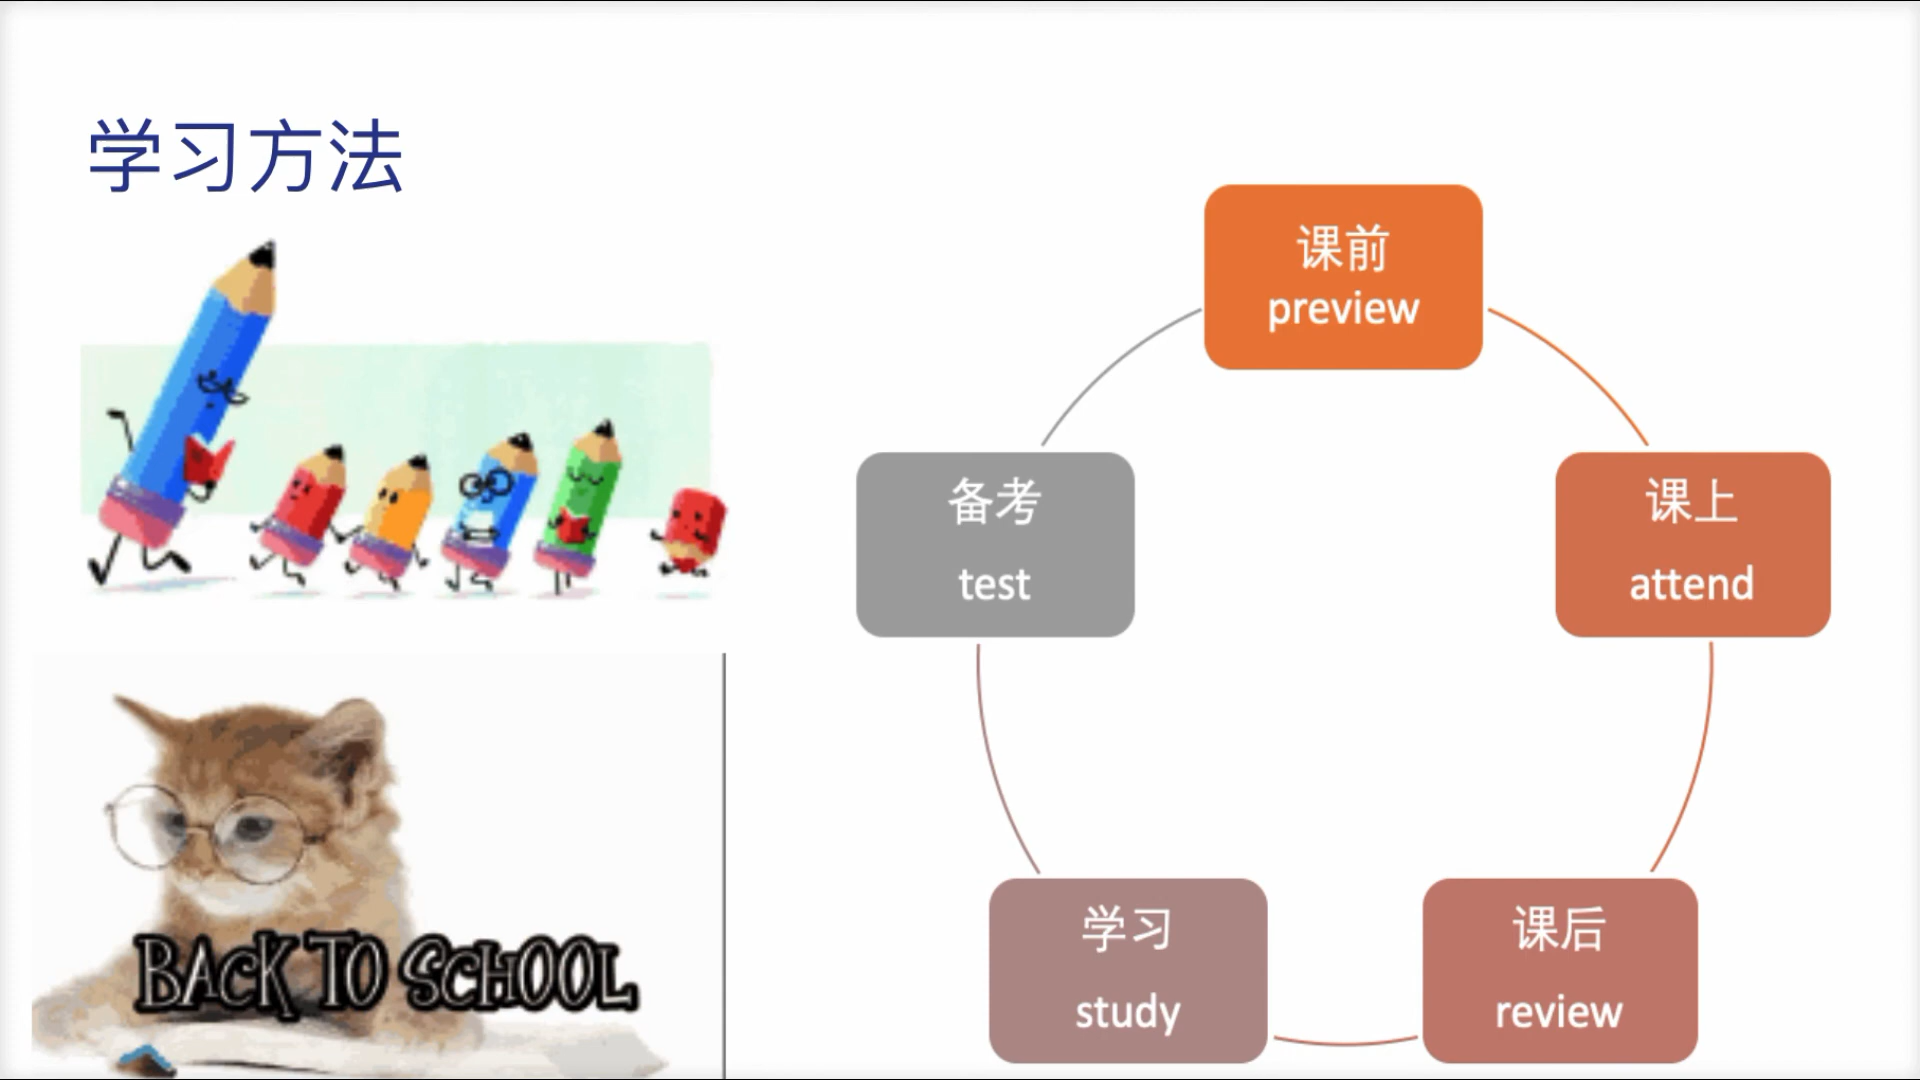 学习方法
课前
preview
课上
attend
课后
review
学习
study
备考
test
BACK TO SCHOOL